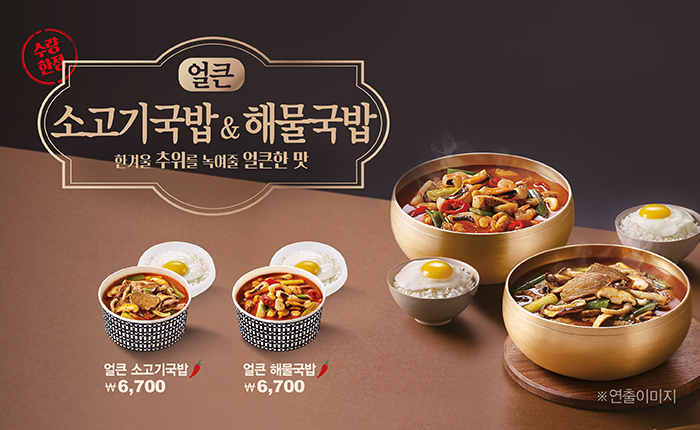 수량
한정
얼큰
소고기국밥 & 해물국밥
한겨울 추위를 녹여줄 얼큰한 맛
얼큰 소고기국밥
₩6,700
얼큰 해물국밥
₩6,700
※연출이미지